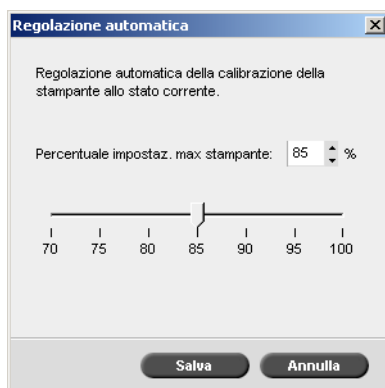 Regolazione automatica
Regolazione automatica della calibrazione della
stampante allo stato corrente.
Percentuale impostaz. max stampante: 85 %
70 75 80 85 90 95 100
Salva Annulla